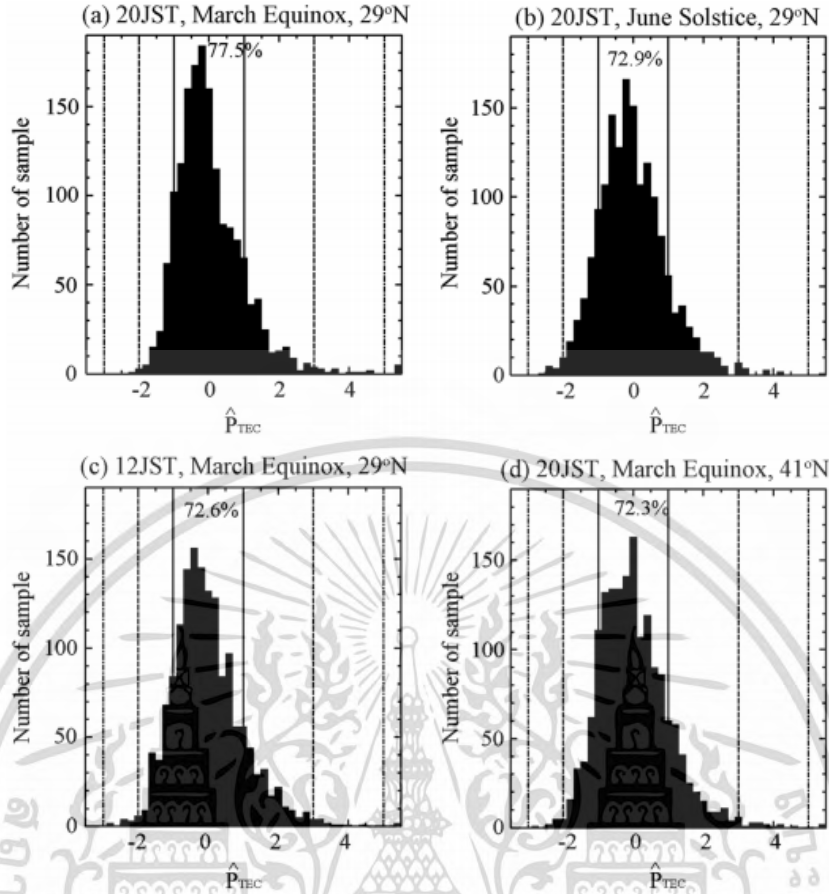 (a) 20JST, March Equinox, 29°N
77.5%
150
100
50
0
Number of sample
-2 0 2 4
P̂TEC
(b) 20JST, June Solstice, 29°N
72.9%
150
100
50
0
Number of sample
-2 0 2 4
P̂TEC
(c) 12JST, March Equinox, 29°N
72.6%
150
100
50
0
Number of sample
-2 0 2 4
P̂TEC
(d) 20JST, March Equinox, 41°N
72.3%
150
100
50
0
Number of sample
-2 0 2 4
P̂TEC